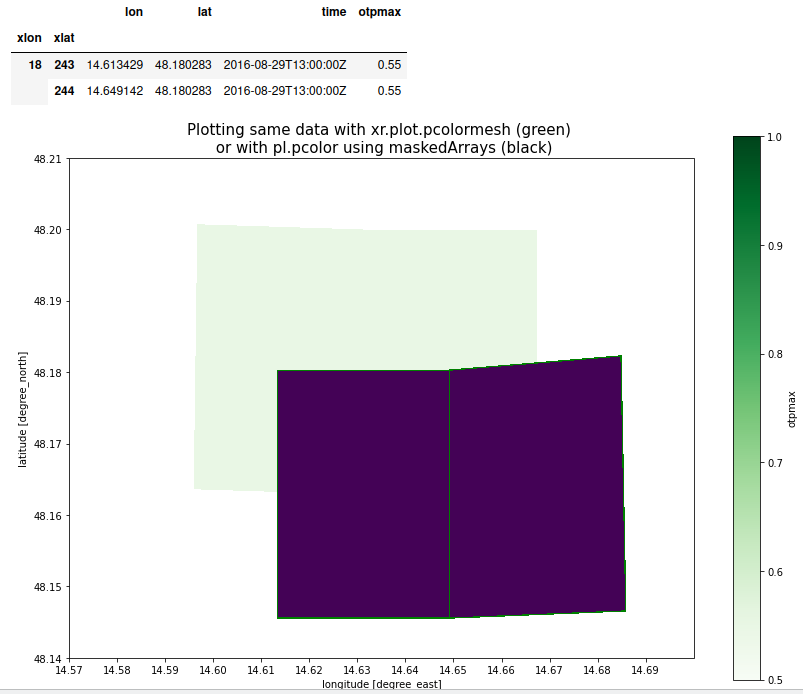 lon lat time otpmax
xlon xlat
18 243 14.613429 48.180283 2016-08-29T13:00:00Z 0.55
244 14.649142 48.180283 2016-08-29T13:00:00Z 0.55
Plotting same data with xr.plot.pcolormesh (green)
or with pl.pcolor using maskedArrays (black)
48.21
48.20
48.19
48.18
48.17
48.16
48.15
48.14
latitude [degree_north]
14.57 14.58 14.59 14.60 14.61 14.62 14.63 14.64 14.65 14.66 14.67 14.68 14.69
longitude [degree_east]
1.0
0.9
0.8
0.7
0.6
0.5
otpmax